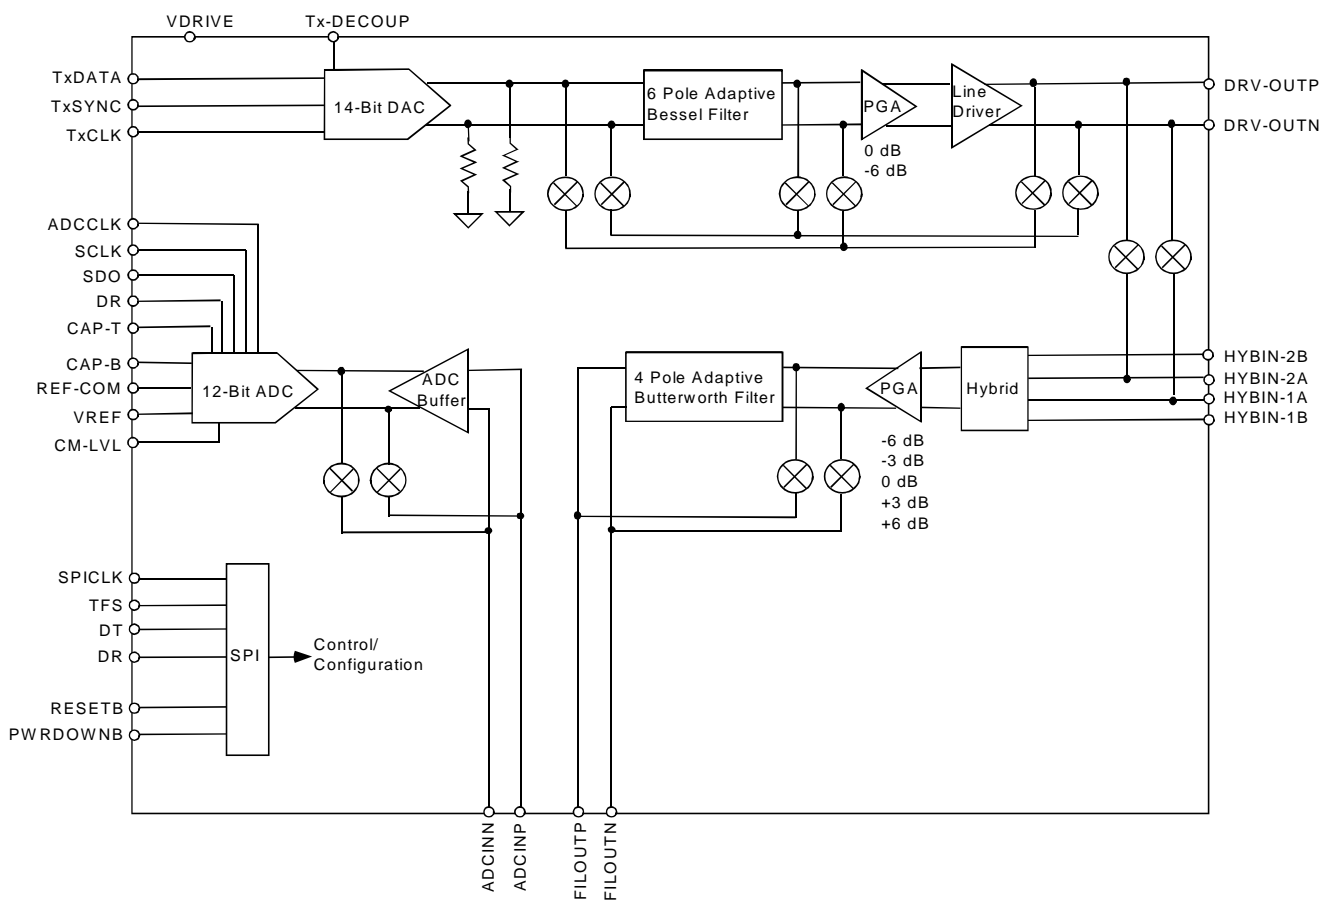 VDRIVE
Tx-DECOUP
TxDATA
TxSYNC
TxCLK
14-Bit DAC
6 Pole Adaptive
Bessel Filter
PGA
0 dB
-6 dB
Line
Driver
DRV-OUTP
DRV-OUTN
ADCCLK
SCLK
SDO
DR
CAP-T
CAP-B
REF-COM
VREF
CM-LVL
12-Bit ADC
ADC
Buffer
4 Pole Adaptive
Butterworth Filter
PGA
-6 dB
-3 dB
0 dB
+3 dB
+6 dB
Hybrid
HYBIN-2B
HYBIN-2A
HYBIN-1A
HYBIN-1B
SPICLK
TFS
DT
DR
RESETB
PWRDOWNB
SPI
Control/
Configuration
ADCINN
ADCINP
FILOUTP
FILOUTN